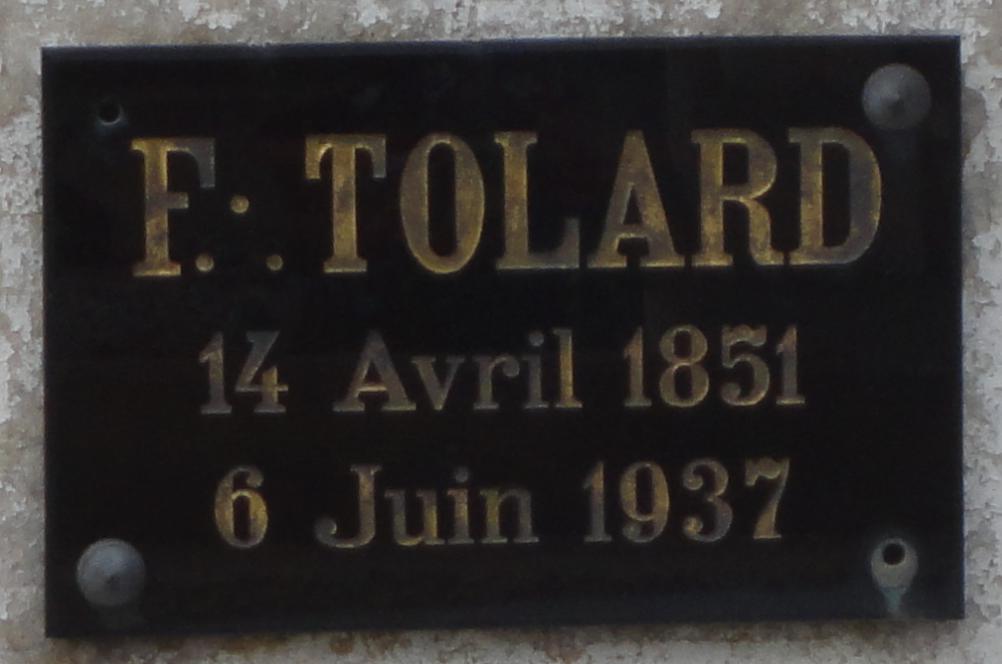 F∴ TOLARD
14 Avril 1851
6 Juin 1937